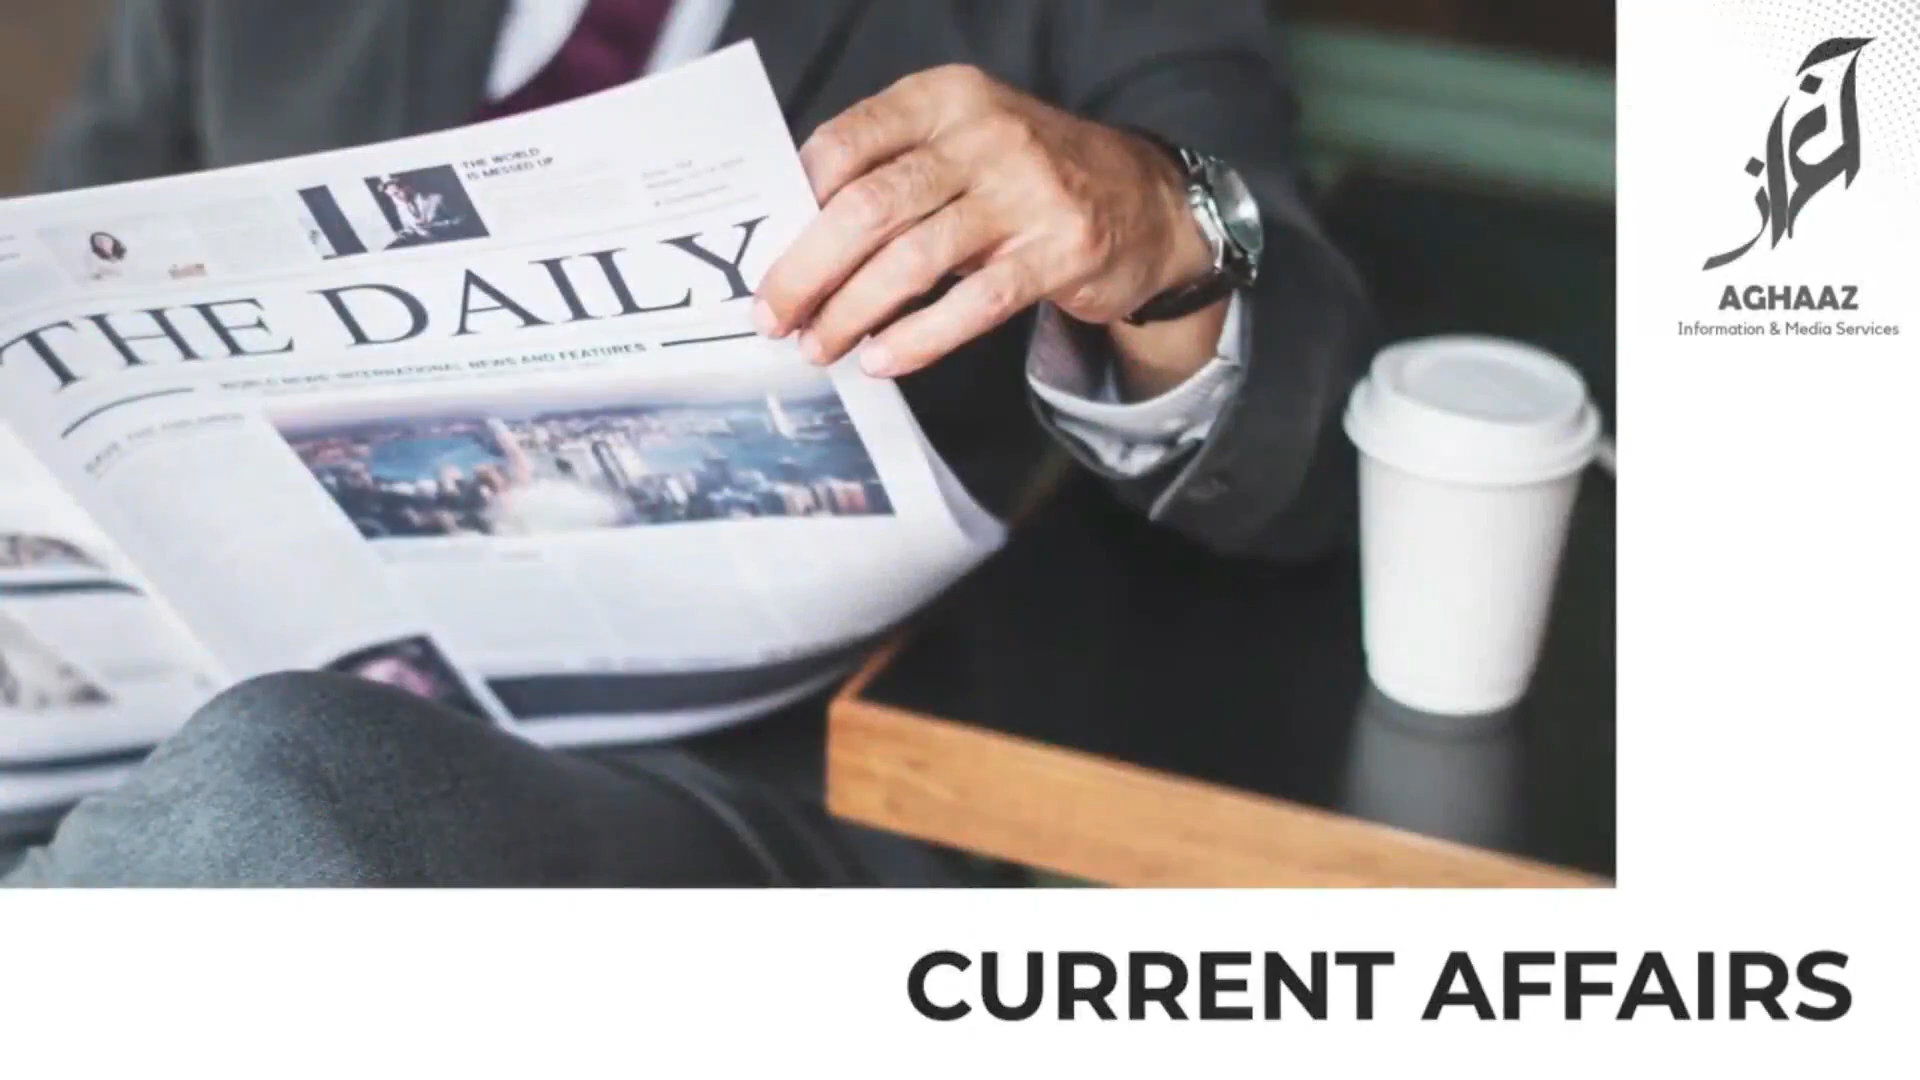 THE WORLD
IS MESSED UP
THE DAILY
WORLD NEWS INTERNATIONAL NEWS AND FEATURES
آغاز
AGHAAZ
Information & Media Services
CURRENT AFFAIRS